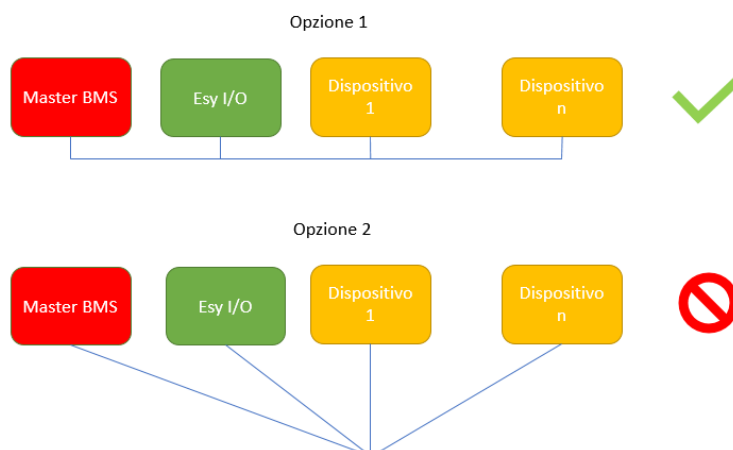 Opzione 1
Master BMS
Esy I/O
Dispositivo
1
Dispositivo
n
Opzione 2
Master BMS
Esy I/O
Dispositivo
1
Dispositivo
n